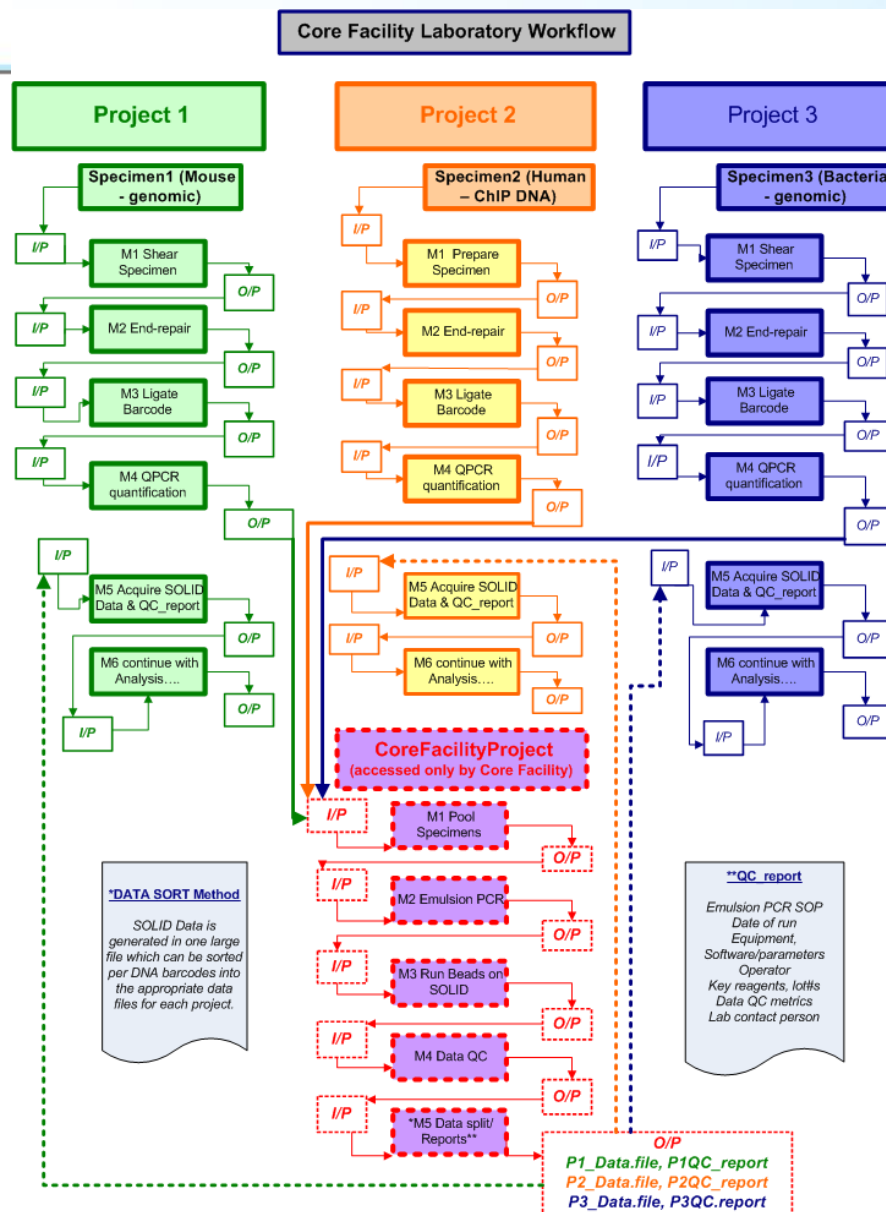 Core Facility Laboratory Workflow
Project 1
Specimen1 (Mouse
- genomic)
I/P
M1 Shear
Specimen
O/P
I/P
M2 End-repair
O/P
I/P
M3 Ligate
Barcode
O/P
I/P
M4 QPCR
quantification
O/P
I/P
M5 Acquire SOLID
Data & QC_report
O/P
M6 continue with
Analysis....
O/P
I/P
Project 2
Specimen2 (Human
– ChIP DNA)
I/P
M1 Prepare
Specimen
O/P
I/P
M2 End-repair
O/P
I/P
M3 Ligate
Barcode
O/P
I/P
M4 QPCR
quantification
O/P
I/P
M5 Acquire SOLID
Data & QC_report
O/P
I/P
M6 continue with
Analysis....
O/P
Project 3
Specimen3 (Bacteria
- genomic)
I/P
M1 Shear
Specimen
O/P
I/P
M2 End-repair
O/P
I/P
M3 Ligate
Barcode
O/P
I/P
M4 QPCR
quantification
O/P
I/P
M5 Acquire SOLID
Data & QC_report
O/P
M6 continue with
Analysis....
O/P
I/P
CoreFacilityProject
(accessed only by Core Facility)
I/P
M1 Pool
Specimens
O/P
I/P
M2 Emulsion PCR
O/P
I/P
M3 Run Beads on
SOLID
O/P
I/P
M4 Data QC
O/P
I/P
*M5 Data split/
Reports**
O/P
P1_Data.file, P1QC_report
P2_Data.file, P2QC_report
P3_Data.file, P3QC.report
*DATA SORT Method
SOLID Data is
generated in one large
file which can be sorted
per DNA barcodes into
the appropriate data
files for each project.
**QC_report
Emulsion PCR SOP
Date of run
Equipment,
Software/parameters
Operator
Key reagents, lot#s
Data QC metrics
Lab contact person